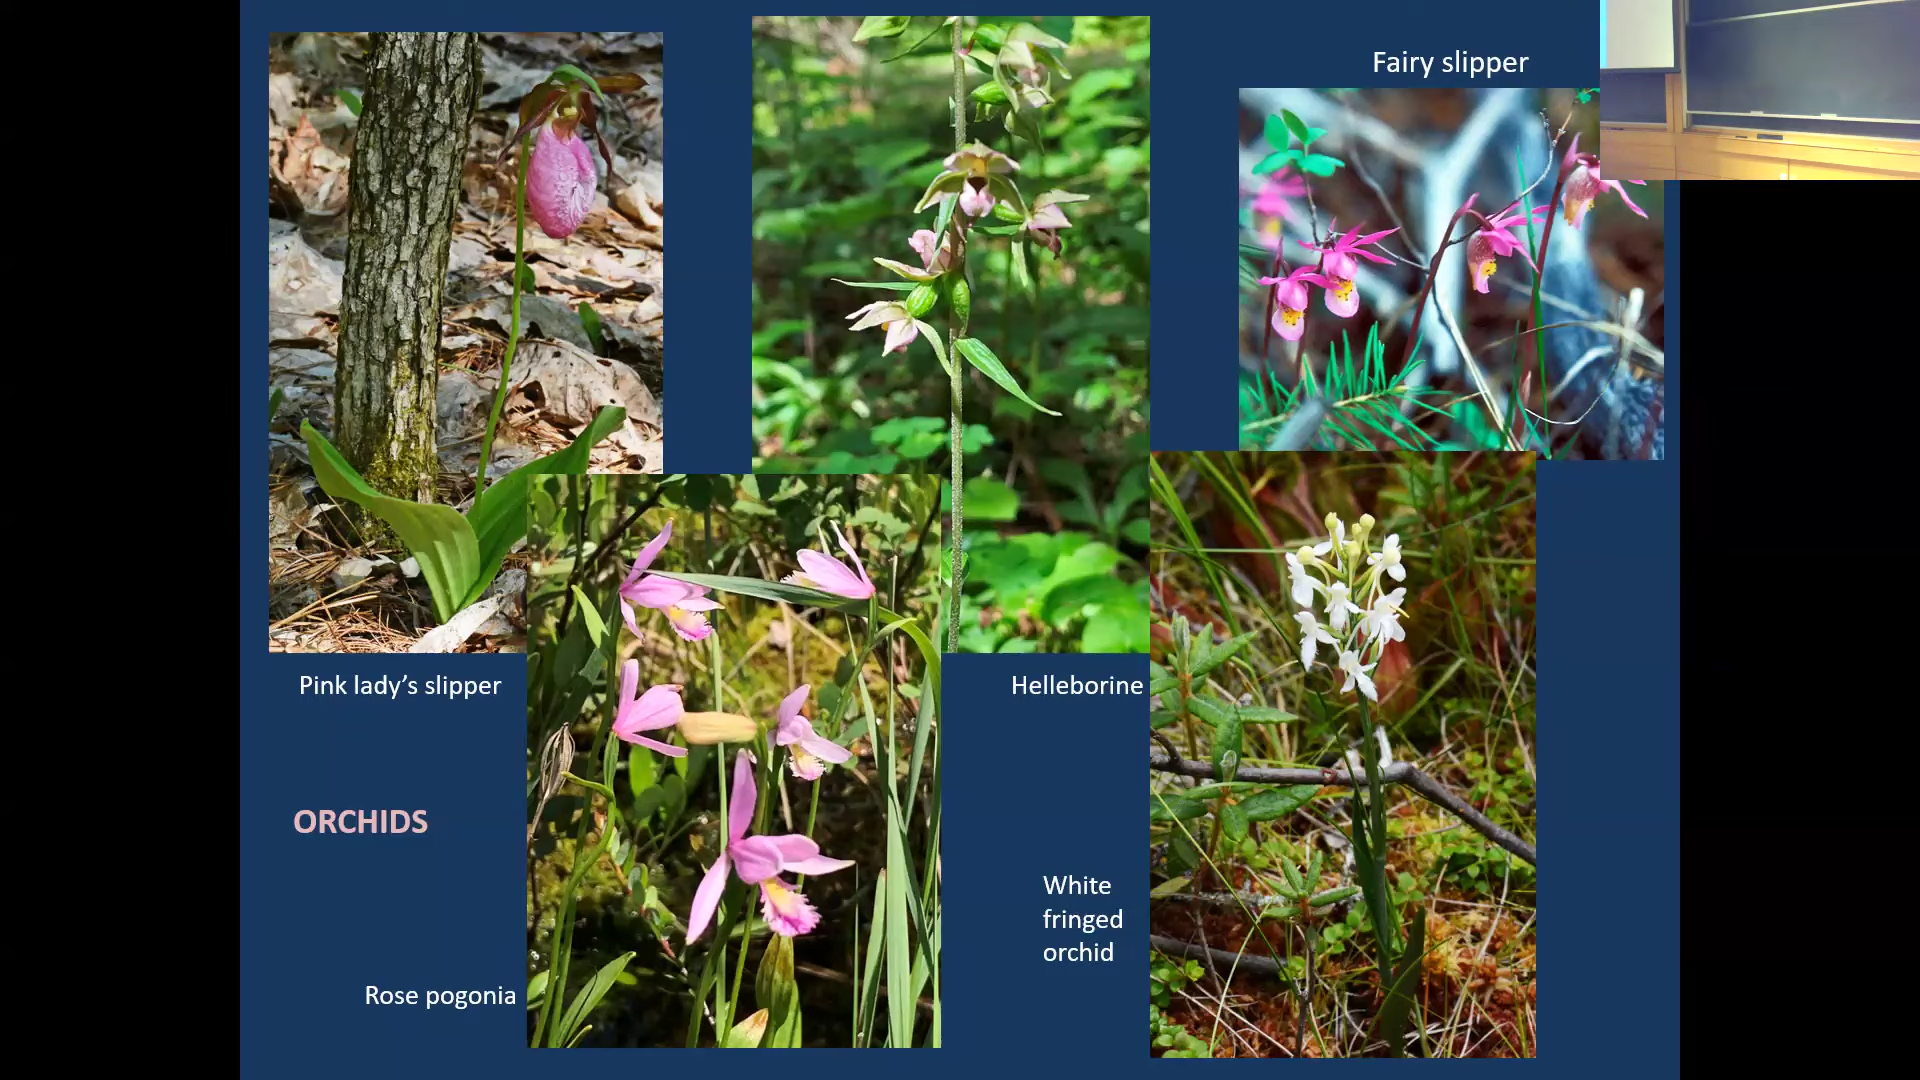 Fairy slipper
Pink lady’s slipper
Helleborine
ORCHIDS
White
fringed
orchid
Rose pogonia